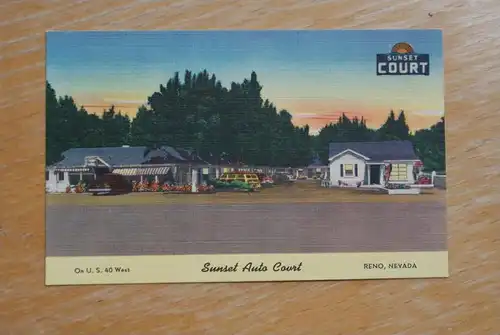 SUNSET
COURT
On U. S. 40 West
Sunset Auto Court
RENO, NEVADA